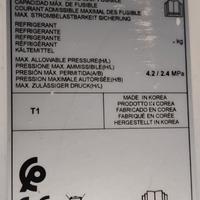 CAPACIDAD MÁX. DE FUSIBLE
COURANT ADMISSIBLE MAXIMAL DES FUSIBLE
MAX. STROMBELASTBARKEIT SICHERUNG
REFRIGERANT
REFRIGERANTE
REFRIGERANTE
RÉFRIGÉRANT
REFRIGERANT
- kg
MAX. ALLOWABLE PRESSURE(H/L)
PRESSIONE MAX. AMMISSIBILE(H/L)
PRESIÓN MÁX. PERMITIDA(A/B)
PRESSION MAXIMALE AUTORISÉE(H/B)
MAX. ZULÄSSIGER DRUCK(H/L)
4.2 / 2.4 MPa
T1
MADE IN KOREA
PRODOTTO IN COREA
FABRICADO EN COREA
FABRIQUÉ EN CORÉE
HERGESTELLT IN KOREA